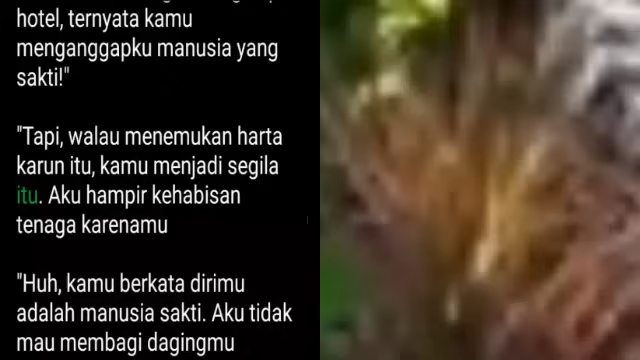 hotel, ternyata kamu
menganggapku manusia yang
sakti!"
"Tapi, walau menemukan harta
karun itu, kamu menjadi segila
itu. Aku hampir kehabisan
tenaga karenamu
"Huh, kamu berkata dirimu
adalah manusia sakti. Aku tidak
mau membagi dagingmu